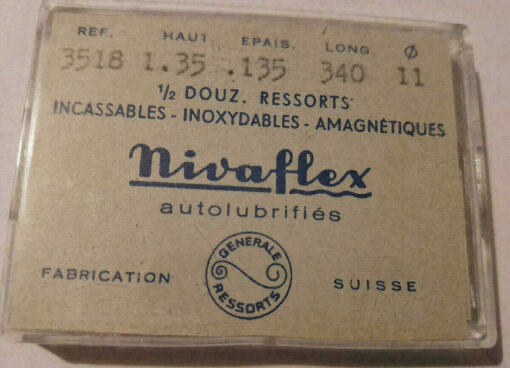 REF. HAUT. EPAIS. LONG Ø
3518 1.35 .135 340 11
½ DOUZ. RESSORTS
INCASSABLES - INOXYDABLES - AMAGNÉTIQUES
Nivaflex
autolubrifiés
GENERALE
RESSORTS
FABRICATION SUISSE